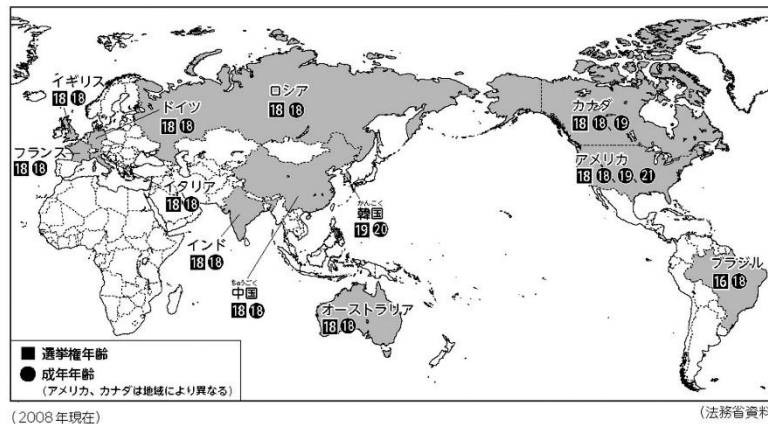 イギリス
18 18
ドイツ
18 18
ロシア
18 18
フランス
18 18
イタリア
18 18
インド
18 18
ちゅうごく
中国
18 18
かんこく
韓国
19 20
オーストラリア
18 18
カナダ
18 18、19
アメリカ
18 18、19、21
ブラジル
16 18
■ 選挙権年齢
● 成年年齢
(アメリカ、カナダは地域により異なる)
(2008年現在)
(法務省資料